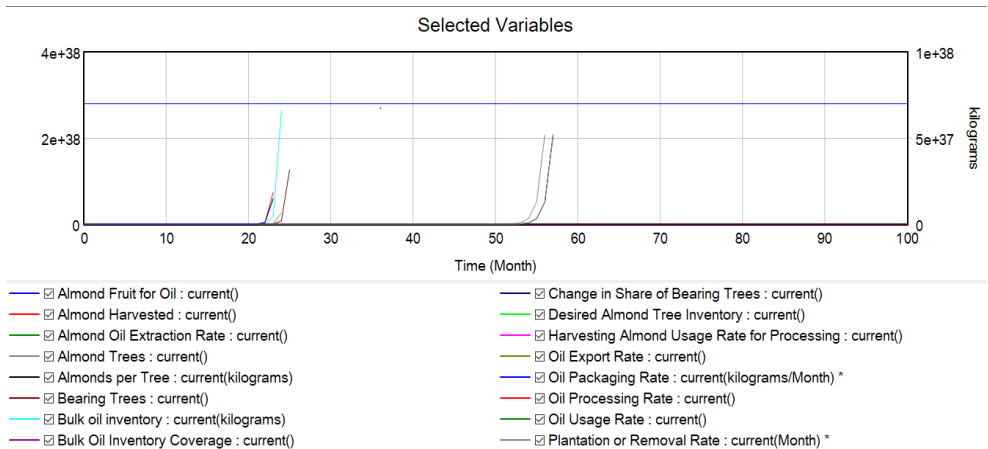 Selected Variables
4e+38
1e+38
2e+38
5e+37
kilograms
0
0
0 10 20 30 40 50 60 70 80 90 100
Time (Month)
Almond Fruit for Oil : current()
Almond Harvested : current()
Almond Oil Extraction Rate : current()
Almond Trees : current()
Almonds per Tree : current(kilograms)
Bearing Trees : current()
Bulk oil inventory : current(kilograms)
Bulk Oil Inventory Coverage : current()
Change in Share of Bearing Trees : current()
Desired Almond Tree Inventory : current()
Harvesting Almond Usage Rate for Processing : current()
Oil Export Rate : current()
Oil Packaging Rate : current(kilograms/Month) *
Oil Processing Rate : current()
Oil Usage Rate : current()
Plantation or Removal Rate : current(Month) *